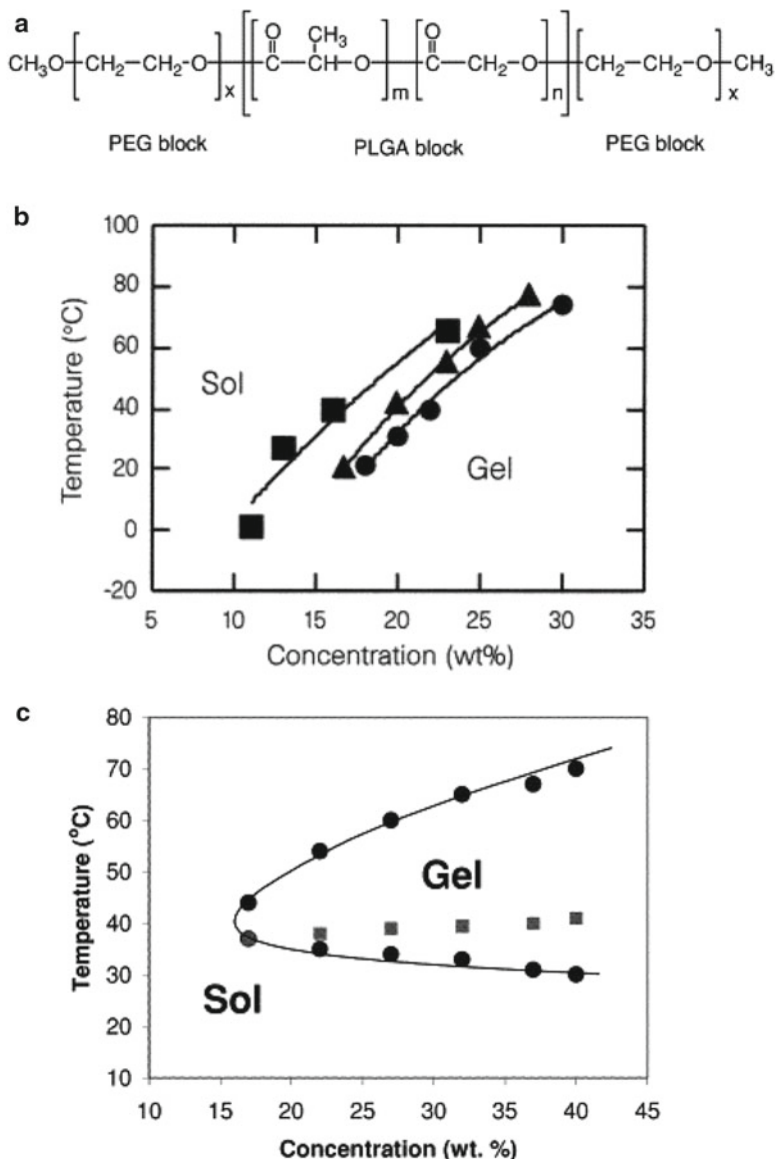 a
CH3O-[CH2-CH2-O]x-[[C(=O)-CH(CH3)-O]m-[C(=O)-CH2-O]n]-[CH2-CH2-O]x-CH3
PEG block PLGA block PEG block
b
Temperature (°C)
100
80
60
40
20
0
-20
Sol
Gel
5 10 15 20 25 30 35
Concentration (wt%)
c
Temperature (°C)
80
70
60
50
40
30
20
10
Gel
Sol
10 15 20 25 30 35 40 45
Concentration (wt. %)